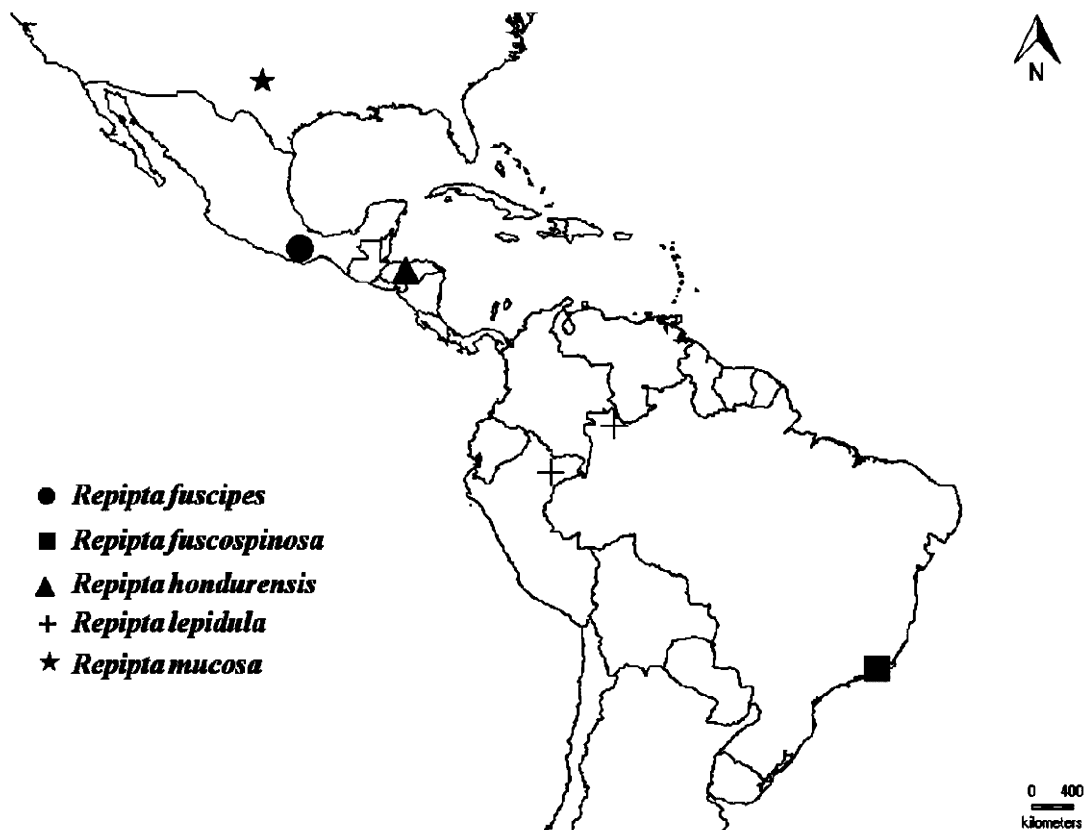 N
Repipta fuscipes
Repipta fuscospinosa
Repipta hondurensis
Repipta lepidula
Repipta mucosa
0 400
kilometers